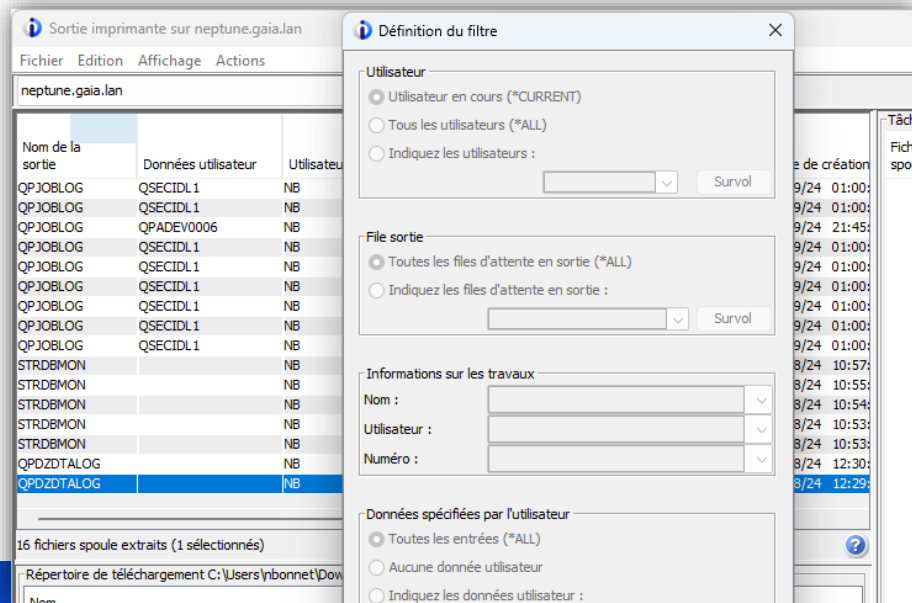 Sortie imprimante sur neptune.gaia.lan
Fichier Edition Affichage Actions
neptune.gaia.lan
Nom de la sortie Données utilisateur Utilisateu
QPJOBLOG QSECIDL1 NB
QPJOBLOG QSECIDL1 NB
QPJOBLOG QPADEV0006 NB
QPJOBLOG QSECIDL1 NB
QPJOBLOG QSECIDL1 NB
QPJOBLOG QSECIDL1 NB
QPJOBLOG QSECIDL1 NB
QPJOBLOG QSECIDL1 NB
QPJOBLOG QSECIDL1 NB
STRDBMON NB
STRDBMON NB
STRDBMON NB
STRDBMON NB
STRDBMON NB
QPDZDTALOG NB
QPDZDTALOG NB
16 fichiers spoule extraits (1 sélectionnés)
Répertoire de téléchargement C:\Users\nbonnet\Dow
Nom
Définition du filtre
Utilisateur
Utilisateur en cours (*CURRENT)
Tous les utilisateurs (*ALL)
Indiquez les utilisateurs :
Survol
File sortie
Toutes les files d'attente en sortie (*ALL)
Indiquez les files d'attente en sortie :
Survol
Informations sur les travaux
Nom :
Utilisateur :
Numéro :
Données spécifiées par l'utilisateur
Toutes les entrées (*ALL)
Aucune donnée utilisateur
Indiquez les données utilisateur :
e de création
9/24 01:00:
9/24 01:00:
9/24 21:45:
9/24 01:00:
9/24 01:00:
9/24 01:00:
9/24 01:00:
9/24 01:00:
9/24 01:00:
8/24 10:57:
8/24 10:55:
8/24 10:54:
8/24 10:53:
8/24 10:53:
8/24 12:30:
8/24 12:29:
Tâch
Fich
spou